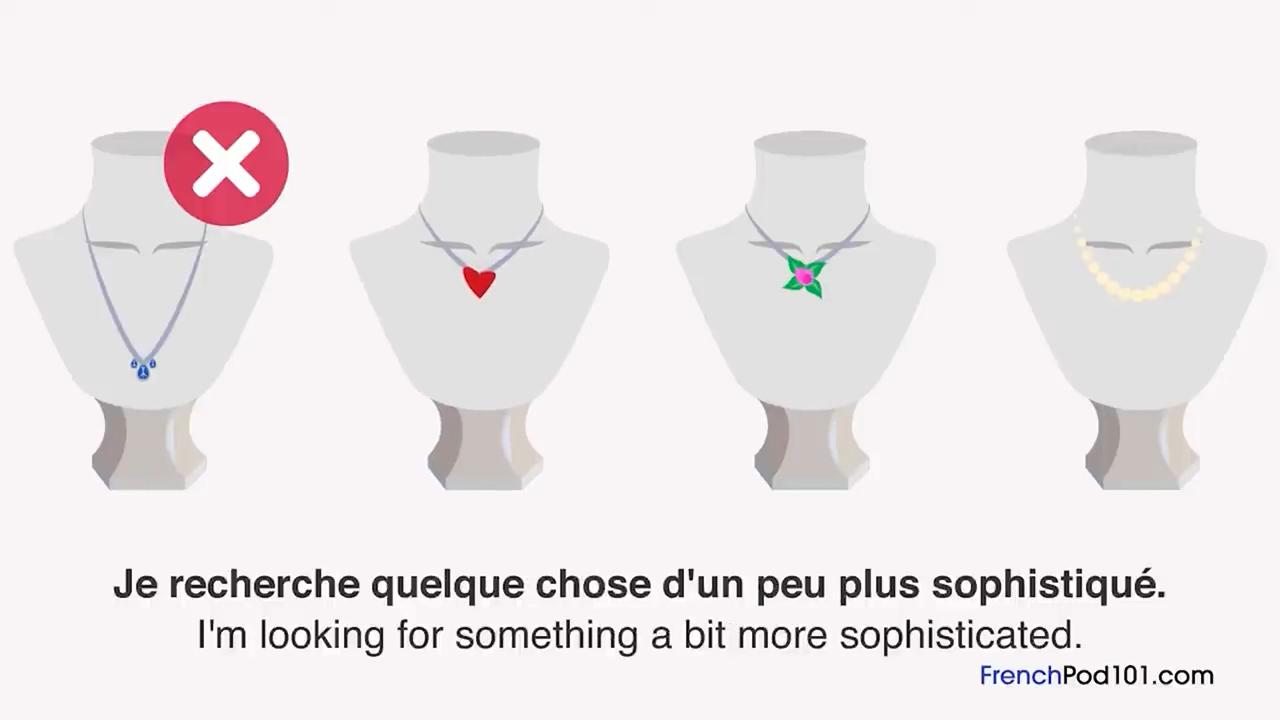 Je recherche quelque chose d'un peu plus sophistiqué.
I'm looking for something a bit more sophisticated.
FrenchPod101.com